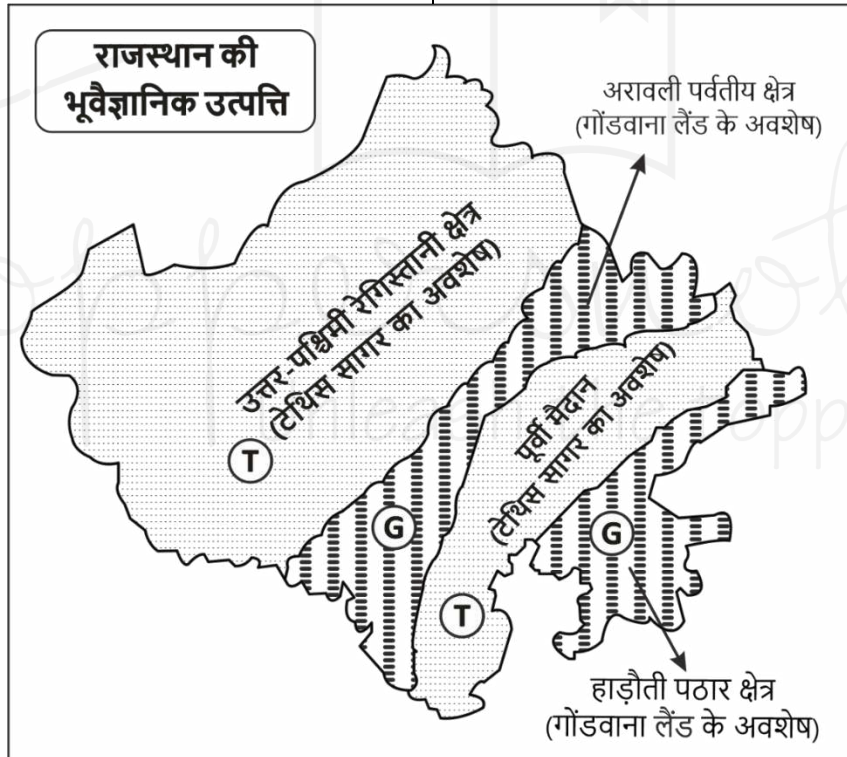 राजस्थान की
भूवैज्ञानिक उत्पत्ति
अरावली पर्वतीय क्षेत्र
(गोंडवाना लैंड के अवशेष)
उत्तर-पश्चिमी रेगिस्तानी क्षेत्र
(टेथिस सागर का अवशेष)
T
पूर्वी मैदान
(टेथिस सागर का अवशेष)
G
G
T
हाड़ौती पठार क्षेत्र
(गोंडवाना लैंड के अवशेष)